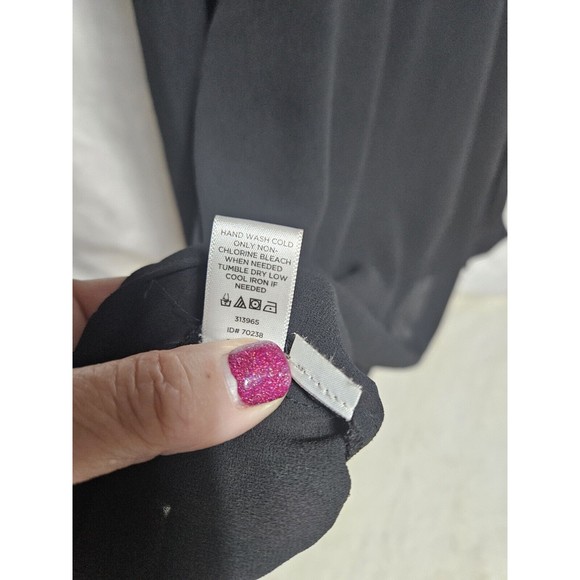 HAND WASH COLD
ONLY NON-
CHLORINE BLEACH
WHEN NEEDED
TUMBLE DRY LOW
COOL IRON IF
NEEDED
313965
ID# 70238